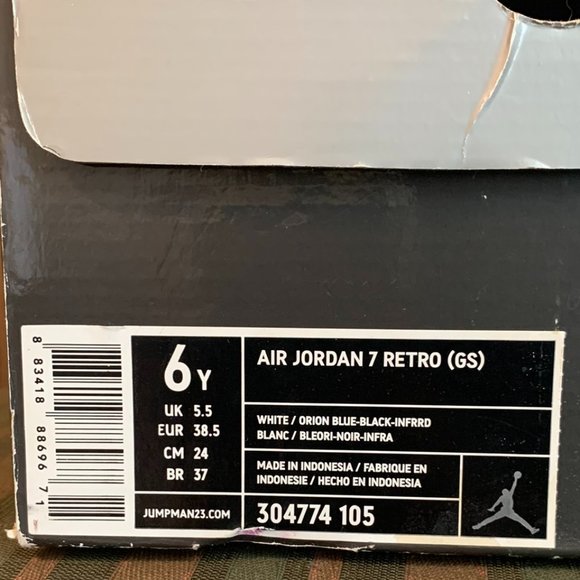 8 83418 88696 7
6 Y
UK 5.5
EUR 38.5
CM 24
BR 37
JUMPMAN23.COM
AIR JORDAN 7 RETRO (GS)
WHITE / ORION BLUE-BLACK-INFRRD
BLANC / BLEORI-NOIR-INFRA
MADE IN INDONESIA / FABRIQUE EN
INDONESIE / HECHO EN INDONESIA
304774 105